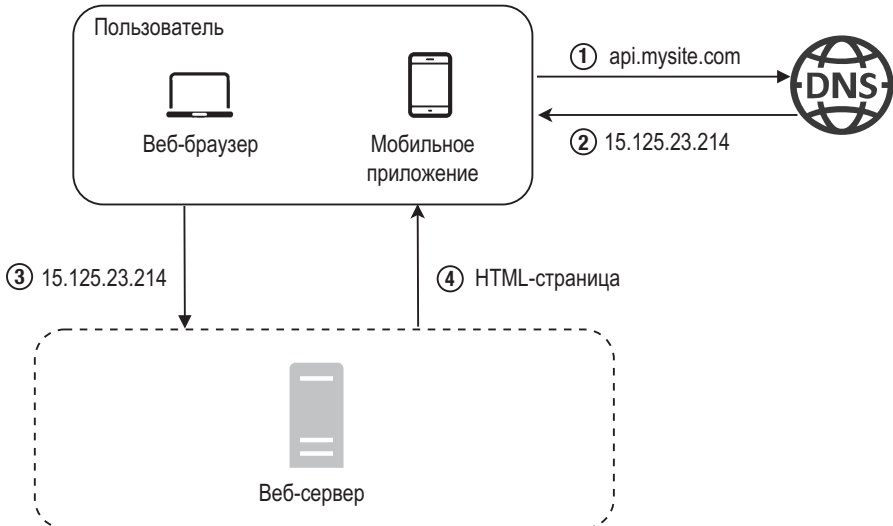 Пользователь
① api.mysite.com
DNS
Веб-браузер
Мобильное
приложение
② 15.125.23.214
③ 15.125.23.214
④ HTML-страница
Веб-сервер